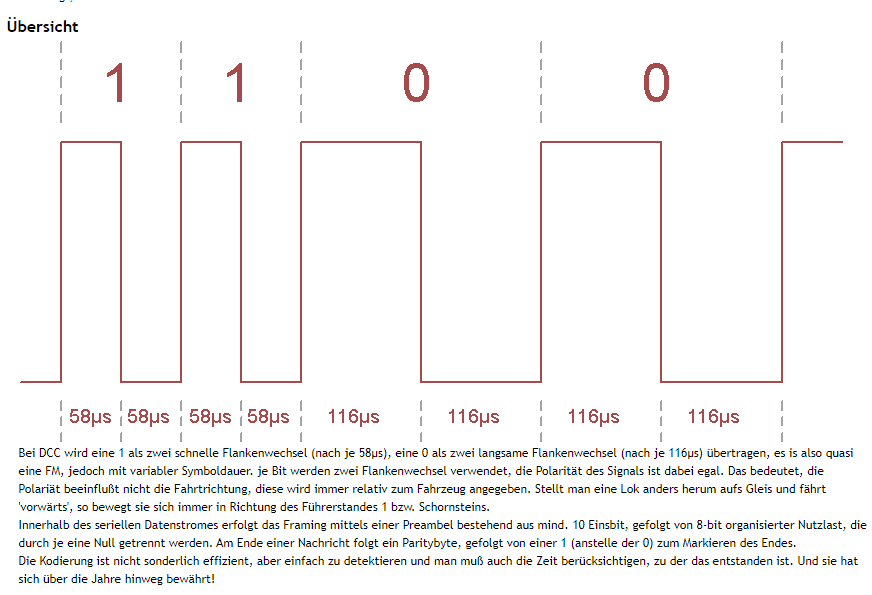 Übersicht
1 1 0 0
58µs 58µs 58µs 58µs 116µs 116µs 116µs 116µs
Bei DCC wird eine 1 als zwei schnelle Flankenwechsel (nach je 58µs), eine 0 als zwei langsame Flankenwechsel (nach je 116µs) übertragen, es is also quasi
eine FM, jedoch mit variabler Symboldauer. je Bit werden zwei Flankenwechsel verwendet, die Polarität des Signals ist dabei egal. Das bedeutet, die
Polariät beeinflußt nicht die Fahrtrichtung, diese wird immer relativ zum Fahrzeug angegeben. Stellt man eine Lok anders herum aufs Gleis und fährt
'vorwärts', so bewegt sie sich immer in Richtung des Führerstandes 1 bzw. Schornsteins.
Innerhalb des seriellen Datenstromes erfolgt das Framing mittels einer Preambel bestehend aus mind. 10 Einsbit, gefolgt von 8-bit organisierter Nutzlast, die
durch je eine Null getrennt werden. Am Ende einer Nachricht folgt ein Paritybyte, gefolgt von einer 1 (anstelle der 0) zum Markieren des Endes.
Die Kodierung ist nicht sonderlich effizient, aber einfach zu detektieren und man muß auch die Zeit berücksichtigen, zu der das entstanden ist. Und sie hat
sich über die Jahre hinweg bewährt!